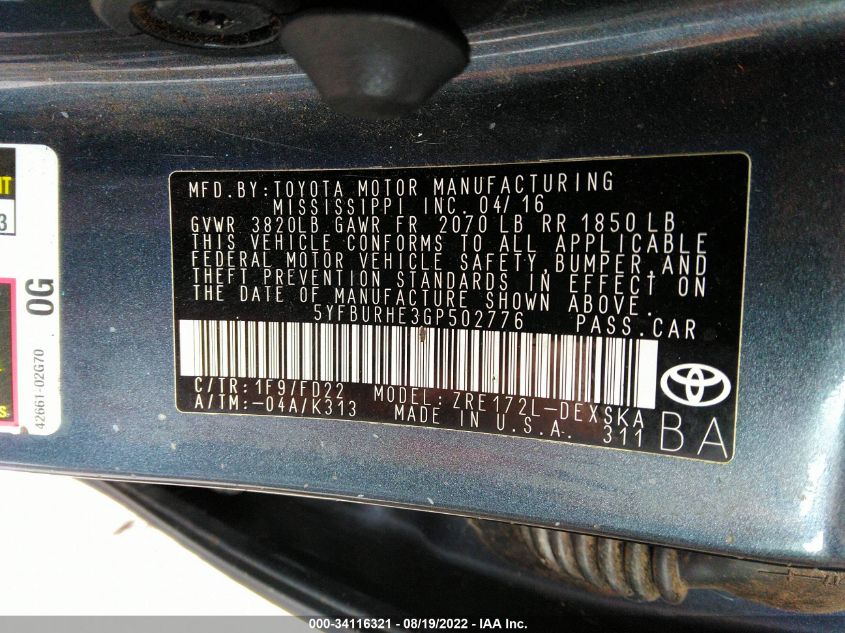 MFD.BY:TOYOTA MOTOR MANUFACTURING
MISSISSIPPI INC.04/16
GVWR 3820LB GAWR FR 2070 LB RR 1850LB
THIS VEHICLE CONFORMS TO ALL APPLICABLE
FEDERAL MOTOR VEHICLE SAFETY,BUMPER,AND
THEFT PREVENTION STANDARDS IN EFFECT ON
THE DATE OF MANUFACTURE SHOWN ABOVE.
5YFBURHE3GP502776 PASS.CAR
C/TR:1F9/FD22 MODEL:ZRE172L-DEXSKA
A/TM:-04A/K313 MADE IN U.S.A. 311
BA
42661-02G70 0G
3
000-34116321 - 08/19/2022 - IAA Inc.